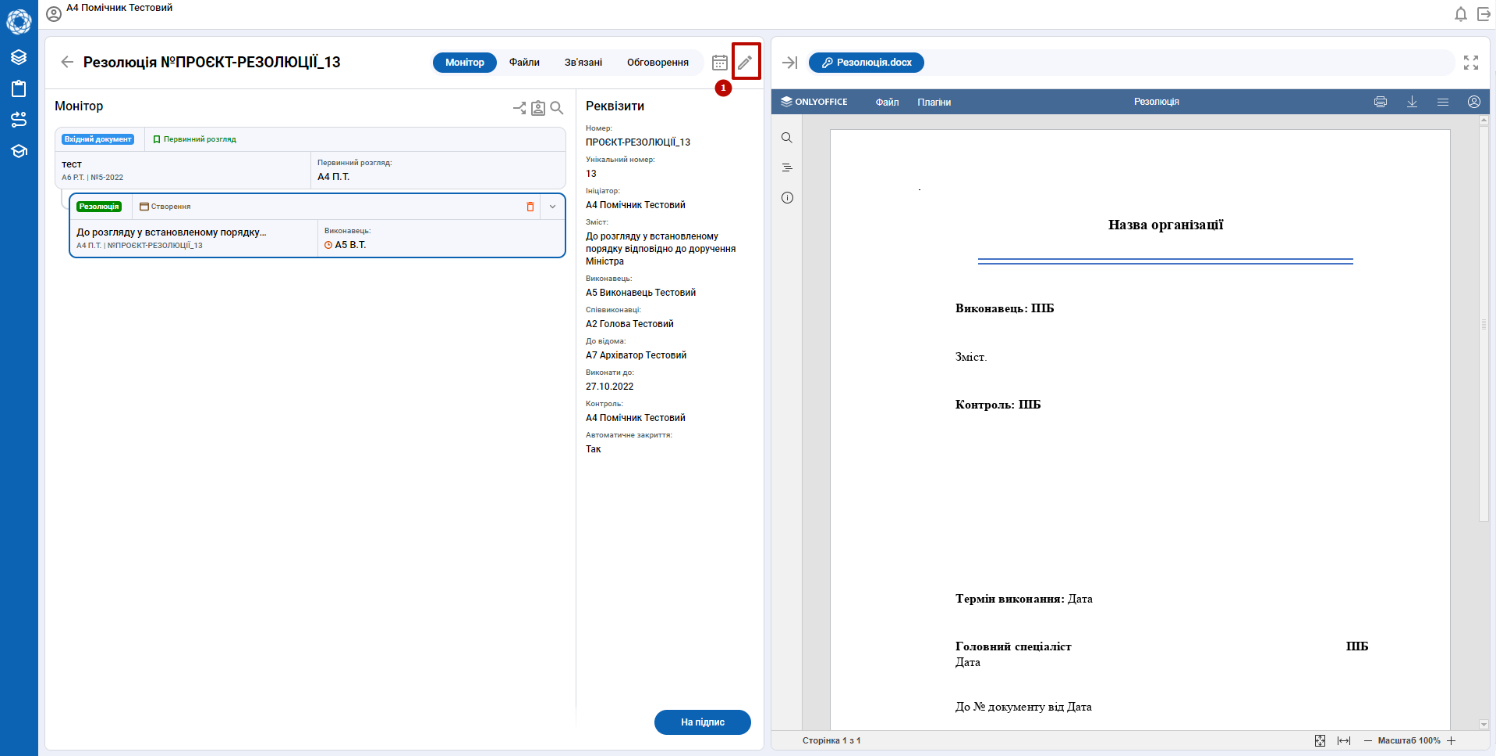 А4 Помічник Тестовий
Резолюція №ПРОЄКТ-РЕЗОЛЮЦІЇ_13
Монітор
Файли
Зв'язані
Обговорення
1
Монітор
Вхідний документ
Первинний розгляд
тест
А6 Р.Т. | №5-2022
Первинний розгляд:
А4 П.Т.
Резолюція
Створення
До розгляду у встановленому порядку...
А4 П.Т. | №ПРОЄКТ-РЕЗОЛЮЦІЇ_13
Виконавець:
А5 В.Т.
Реквізити
Номер:
ПРОЄКТ-РЕЗОЛЮЦІЇ_13
Унікальний номер:
13
Ініціатор:
А4 Помічник Тестовий
Зміст:
До розгляду у встановленому
порядку відповідно до доручення
Міністра
Виконавець:
А5 Виконавець Тестовий
Співвиконавці:
А2 Голова Тестовий
До відома:
А7 Архіватор Тестовий
Виконати до:
27.10.2022
Контроль:
А4 Помічник Тестовий
Автоматичне закриття:
Так
На підпис
Резолюція.docx
ONLYOFFICE
Файл
Плагіни
Резолюція
.
Назва організації
Виконавець: ПІБ
Зміст.
Контроль: ПІБ
Термін виконання: Дата
Головний спеціаліст ПІБ
Дата
До № документу від Дата
Сторінка 1 з 1
Масштаб 100%